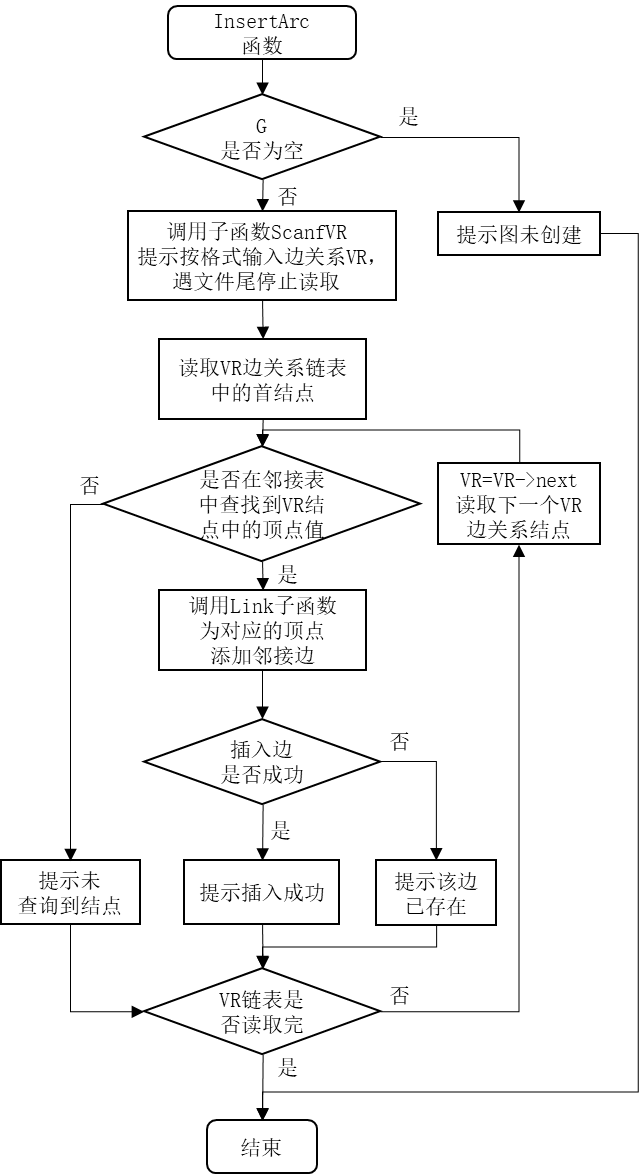 InsertArc
函数
G
是否为空
是
否
调用子函数ScanfVR
提示按格式输入边关系VR，
遇文件尾停止读取
提示图未创建
读取VR边关系链表
中的首结点
否
是否在邻接表
中查找到VR结
点中的顶点值
VR=VR->next
读取下一个VR
边关系结点
是
调用Link子函数
为对应的顶点
添加邻接边
插入边
是否成功
否
是
提示未
查询到结点
提示插入成功
提示该边
已存在
VR链表是
否读取完
否
是
结束